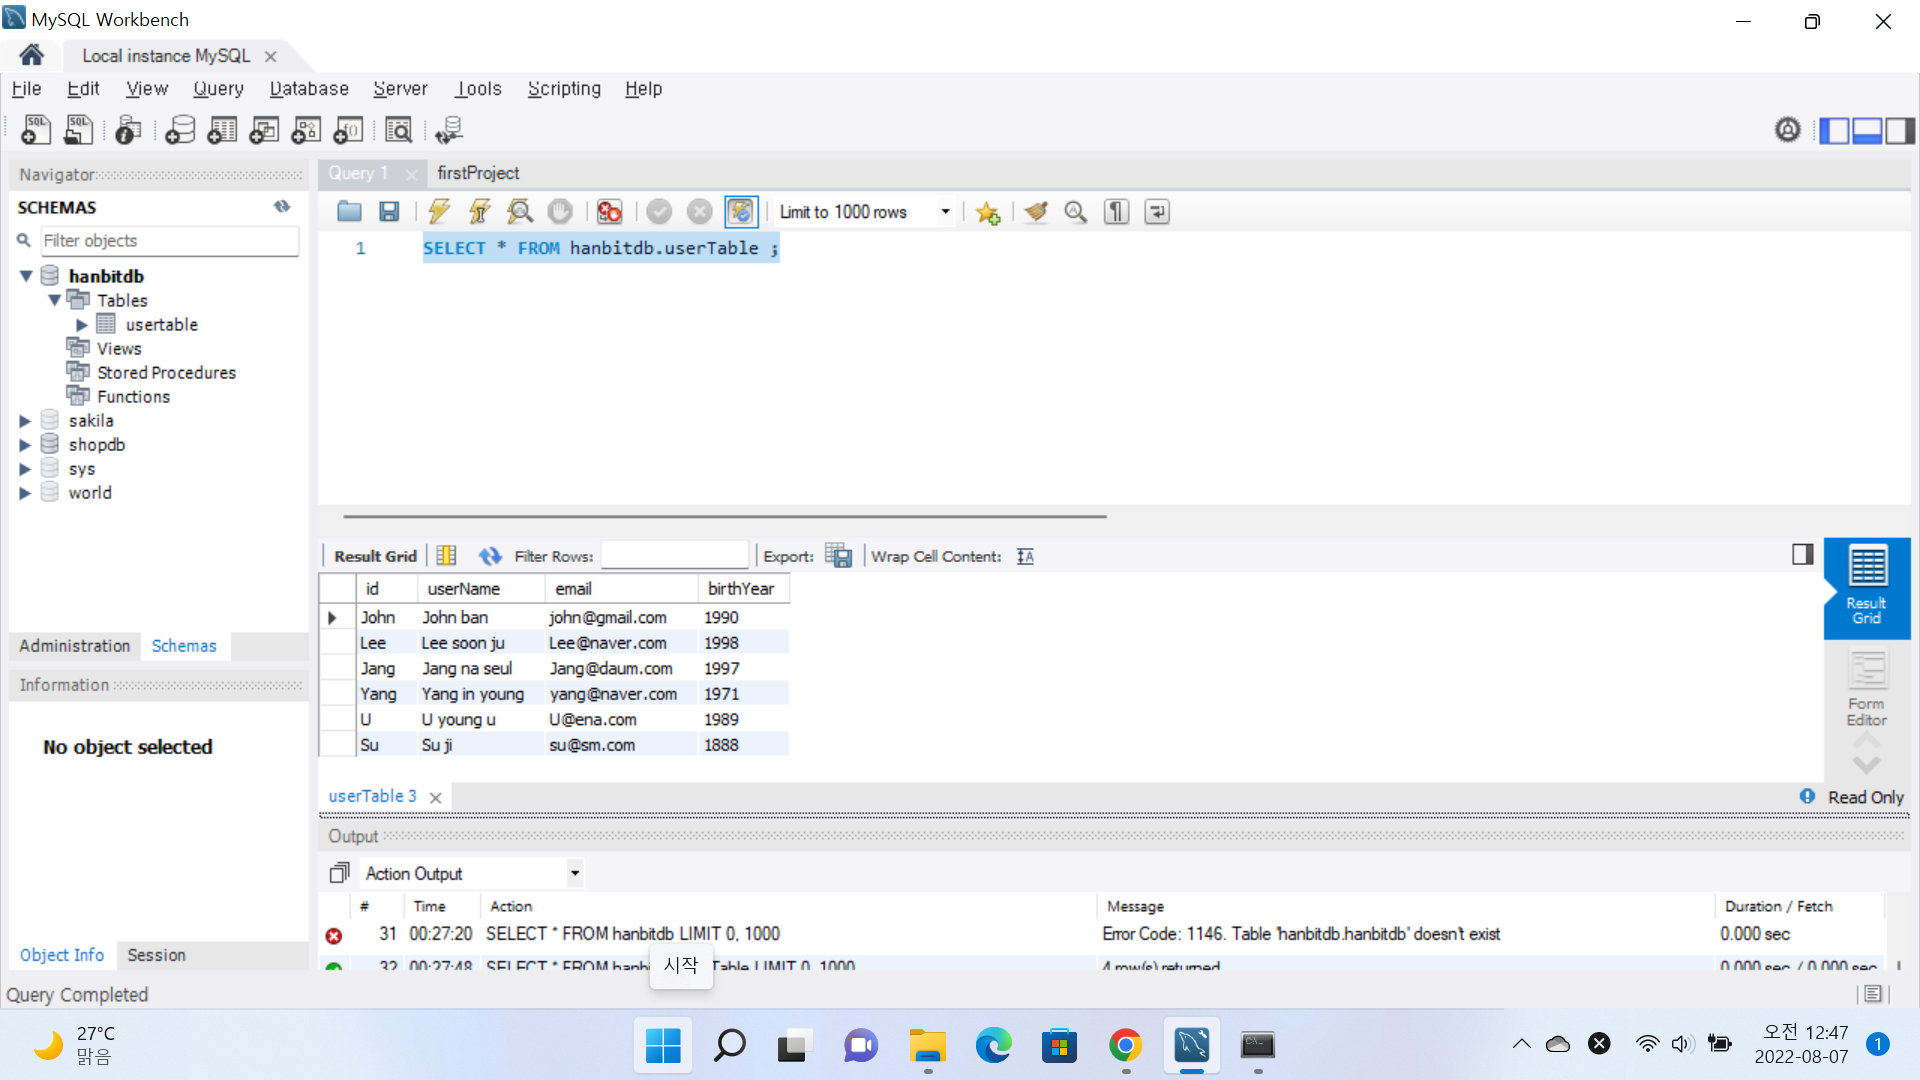 MySQL Workbench
Local instance MySQL
File Edit View Query Database Server Tools Scripting Help
Navigator
SCHEMAS
Filter objects
hanbitdb
Tables
usertable
Views
Stored Procedures
Functions
sakila
shopdb
sys
world
Administration Schemas
Information
No object selected
Object Info Session
Query 1 firstProject
Limit to 1000 rows
1 SELECT * FROM hanbitdb.userTable ;
Result Grid Filter Rows: Export: Wrap Cell Content:
id userName email birthYear
John John ban john@gmail.com 1990
Lee Lee soon ju Lee@naver.com 1998
Jang Jang na seul Jang@daum.com 1997
Yang Yang in young yang@naver.com 1971
U U young u U@ena.com 1989
Su Su ji su@sm.com 1888
Result
Grid
Form
Editor
userTable 3
Read Only
Output
Action Output
# Time Action Message Duration / Fetch
31 00:27:20 SELECT * FROM hanbitdb LIMIT 0, 1000 Error Code: 1146. Table 'hanbitdb.hanbitdb' doesn't exist 0.000 sec
32 00:27:48 SELECT * FROM Table LIMIT 0, 1000 4 row(s) returned 0.000 sec / 0.000 sec
시작
Query Completed
27°C
맑음
오전 12:47
2022-08-07
1